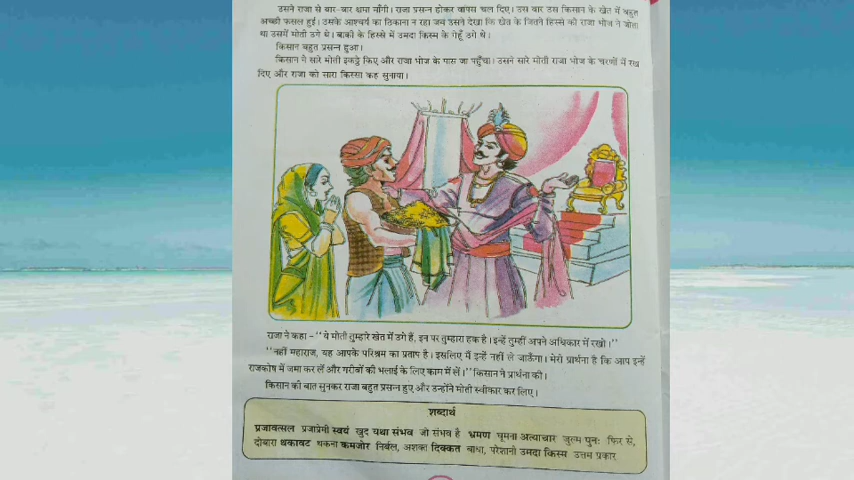 उसने राजा से बार-बार क्षमा माँगी। राजा प्रसन्न होकर वापस चल दिए। इस बार उस किसान के खेत में बहुत
अच्छी फसल हुई। उसके आश्चर्य का ठिकाना न रहा जब उसने देखा कि खेत के जितने हिस्से को राजा भोज ने जोता
था उसमें मोती उगे थे। बाकी के हिस्से में उमदा किस्म के गेहूँ उगे थे।
किसान बहुत प्रसन्न हुआ।
किसान ने सारे मोती इकट्ठे किए और राजा भोज के पास जा पहुँचा। उसने सारे मोती राजा भोज के चरणों में रख
दिए और राजा को सारा किस्सा कह सुनाया।
राजा ने कहा – "ये मोती तुम्हारे खेत में उगे हैं, इन पर तुम्हारा हक है। इन्हें तुम्हीं अपने अधिकार में रखो।"
"नहीं महाराज, यह आपके परिश्रम का प्रताप है। इसलिए मैं इन्हें नहीं ले जाऊँगा। मेरी प्रार्थना है कि आप इन्हें
राजकोष में जमा कर लें और गरीबों की भलाई के लिए काम में लें।" किसान ने प्रार्थना की।
किसान की बात सुनकर राजा बहुत प्रसन्न हुए और उन्होंने मोती स्वीकार कर लिए।
शब्दार्थ
प्रजावत्सल प्रजाप्रेमी स्वयं खुद यथा संभव जो संभव है भ्रमण घूमना अत्याचार जुल्म पुनः फिर से,
दोबारा थकावट थकना कमजोर निर्बल, अशक्त दिक्कत बाधा, परेशानी उमदा किस्म उत्तम प्रकार